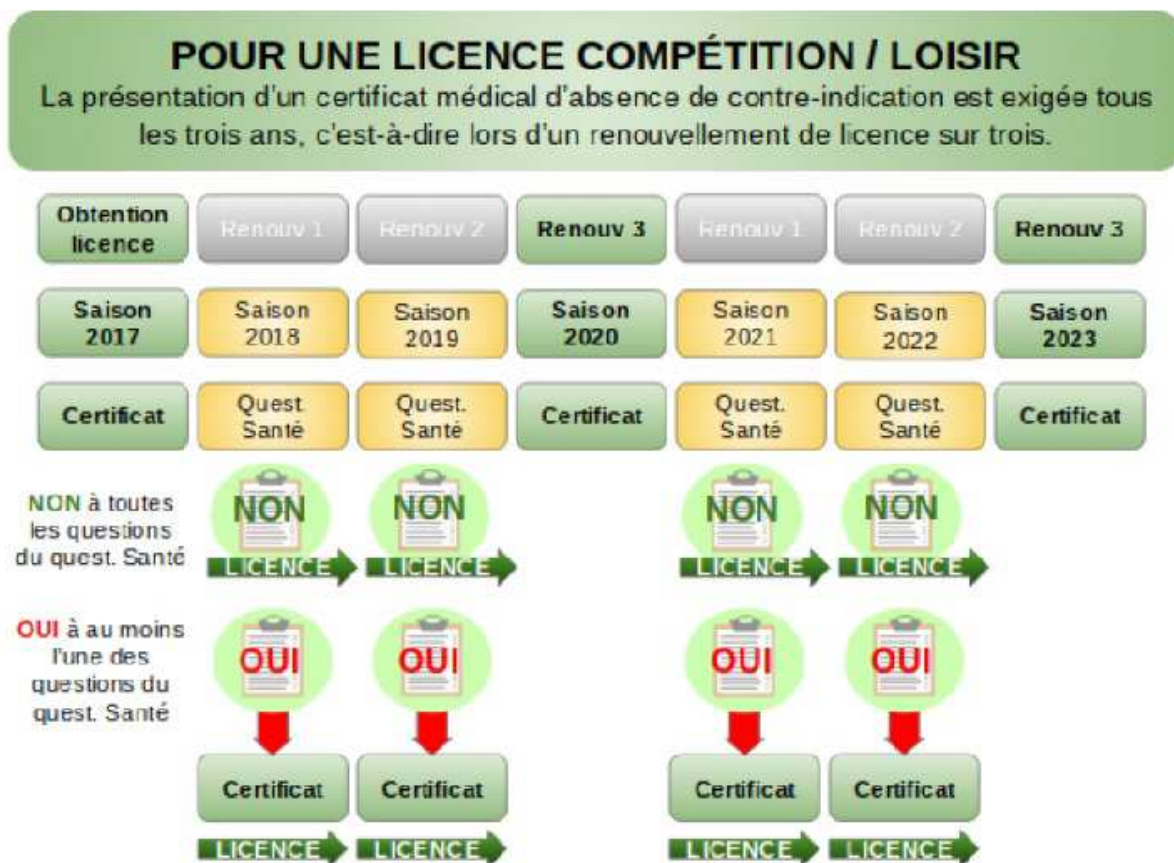 POUR UNE LICENCE COMPÉTITION / LOISIR
La présentation d'un certificat médical d'absence de contre-indication est exigée tous
les trois ans, c'est-à-dire lors d'un renouvellement de licence sur trois.
Obtention
licence
Renouv 1
Renouv 2
Renouv 3
Renouv 1
Renouv 2
Renouv 3
Saison
2017
Saison
2018
Saison
2019
Saison
2020
Saison
2021
Saison
2022
Saison
2023
Certificat
Quest.
Santé
Quest.
Santé
Certificat
Quest.
Santé
Quest.
Santé
Certificat
NON à toutes
les questions
du quest. Santé
NON
NON
NON
NON
LICENCE
LICENCE
LICENCE
LICENCE
OUI à au moins
l'une des
questions du
quest. Santé
OUI
OUI
OUI
OUI
Certificat
Certificat
Certificat
Certificat
LICENCE
LICENCE
LICENCE
LICENCE